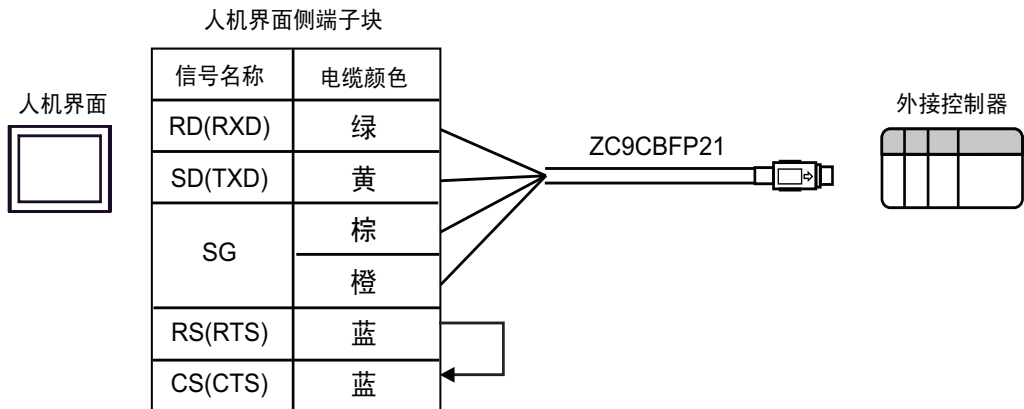 人机界面侧端子块
信号名称 电缆颜色
人机界面
RD(RXD) 绿
SD(TXD) 黄
SG
棕
橙
RS(RTS) 蓝
CS(CTS) 蓝
ZC9CBFP21
外接控制器